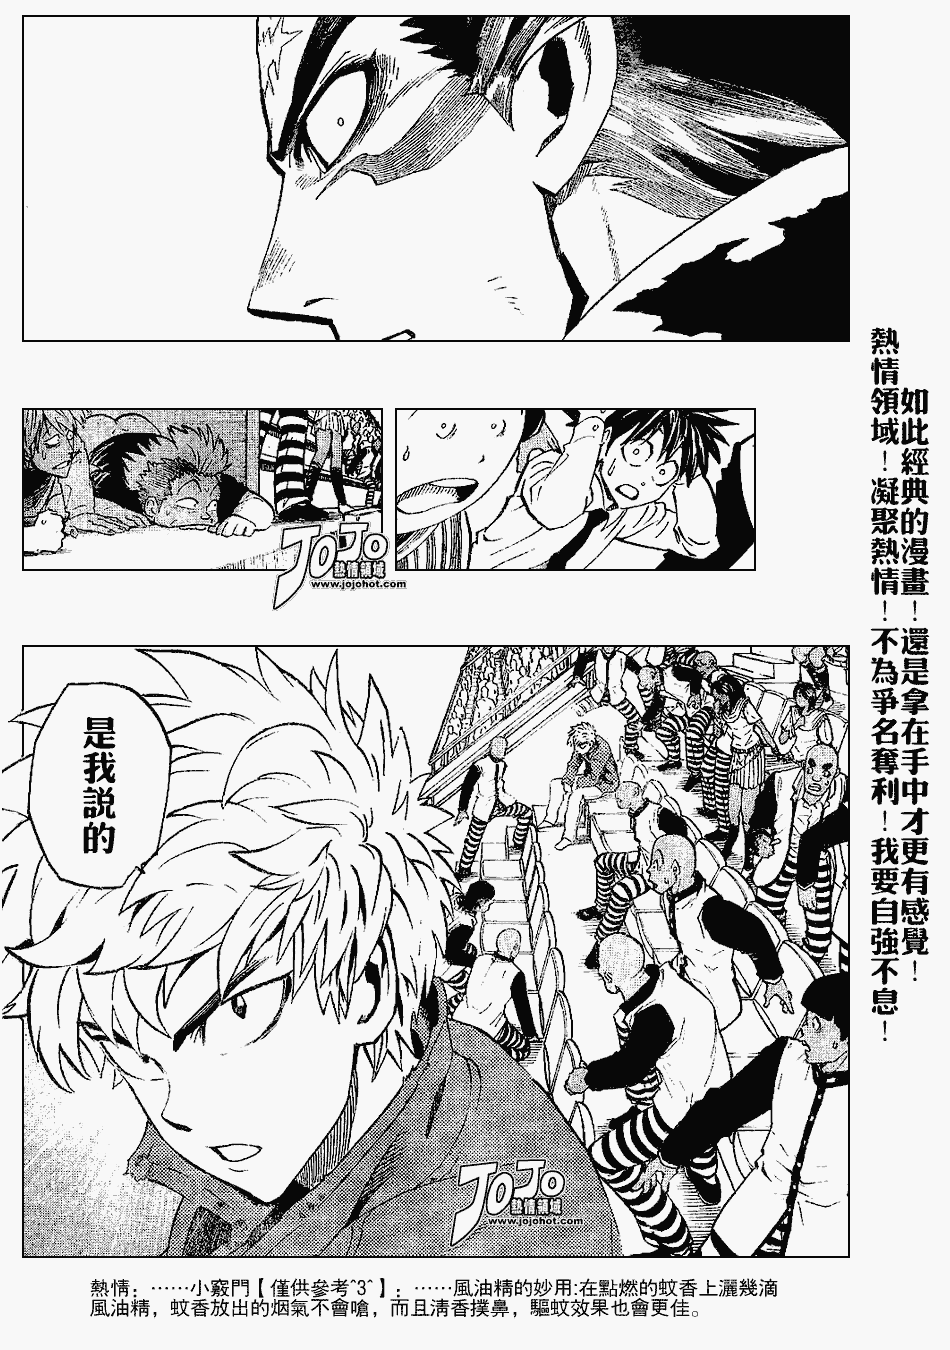 如此經典的漫畫！還是拿在手中才更有感覺！
熱情領域！凝聚熱情！不為爭名奪利！我要自強不息！
JOJO
熱情領域
www.jojohot.com
是我說的
JOJO
熱情領域
www.jojohot.com
熱情：……小竅門【僅供參考^3^】：……風油精的妙用:在點燃的蚊香上灑幾滴
風油精，蚊香放出的烟氣不會嗆，而且淸香撲鼻，驅蚊效果也會更佳。